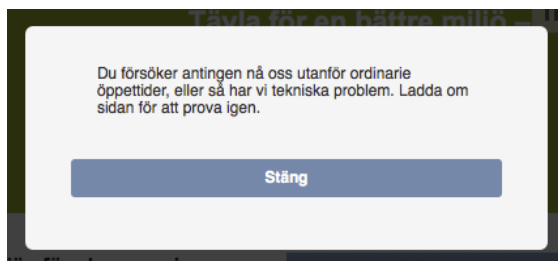 Tävla för en bättre miljö –
Du försöker antingen nå oss utanför ordinarie
öppettider, eller så har vi tekniska problem. Ladda om
sidan för att prova igen.
Stäng